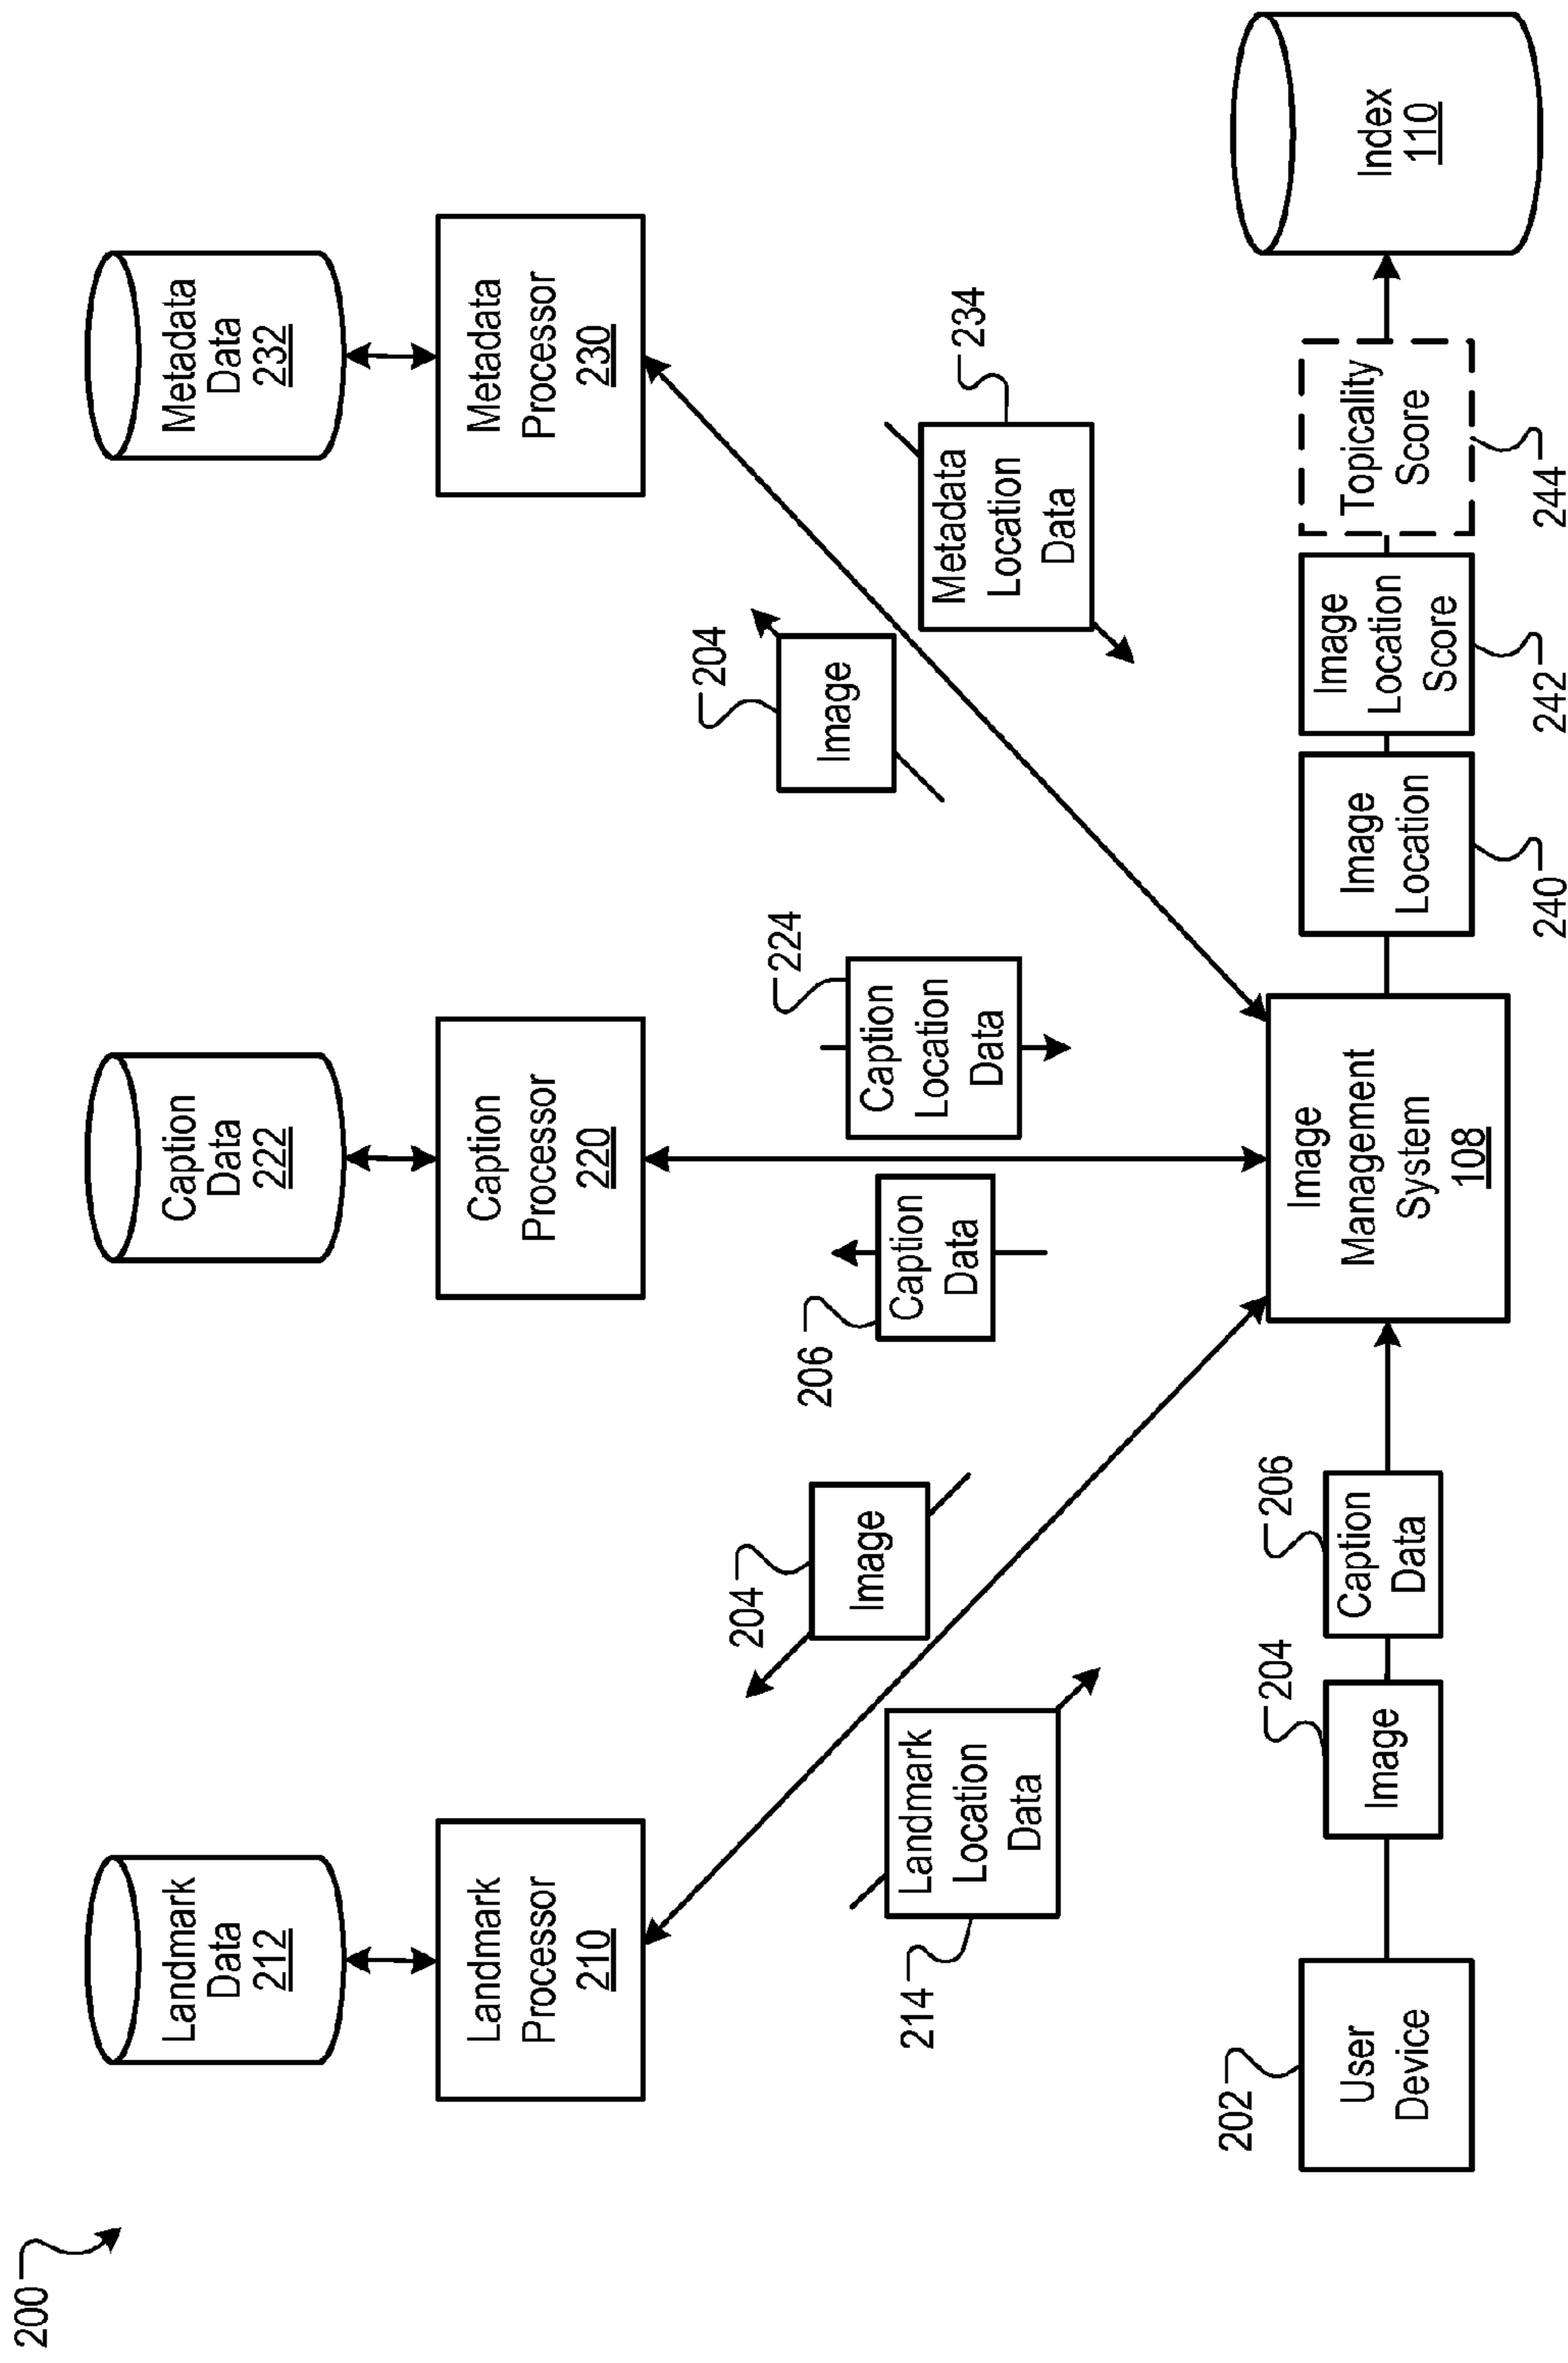 200
Landmark
Data
212
Caption
Data
222
Metadata
Data
232
Landmark
Processor
210
Caption
Processor
220
Metadata
Processor
230
204
Image
204
Image
214
Landmark
Location
Data
206
Caption
Data
224
Caption
Location
Data
234
Metadata
Location
Data
202
User
Device
204
Image
206
Caption
Data
Image
Management
System
108
Image
Location
240
Image
Location
Score
242
Topicality
Score
244
Index
110